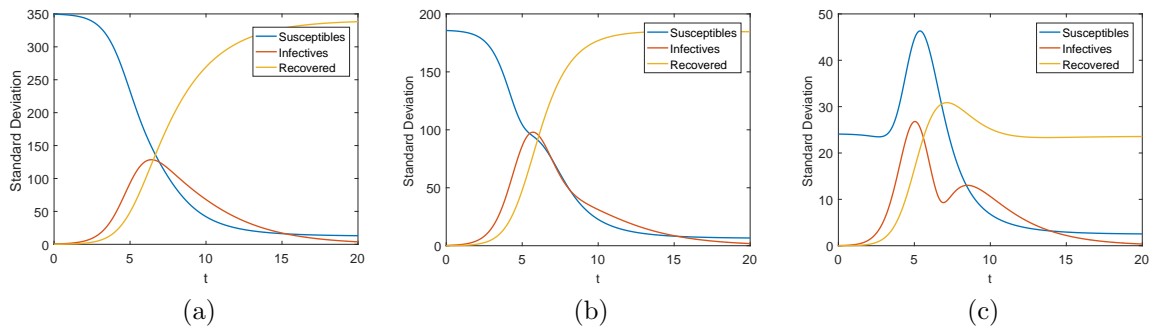 350
300
250
200
150
100
50
0
Standard Deviation
0 5 10 15 20
t
Susceptibles
Infectives
Recovered
(a)
200
150
100
50
0
Standard Deviation
0 5 10 15 20
t
Susceptibles
Infectives
Recovered
(b)
50
40
30
20
10
0
Standard Deviation
0 5 10 15 20
t
Susceptibles
Infectives
Recovered
(c)